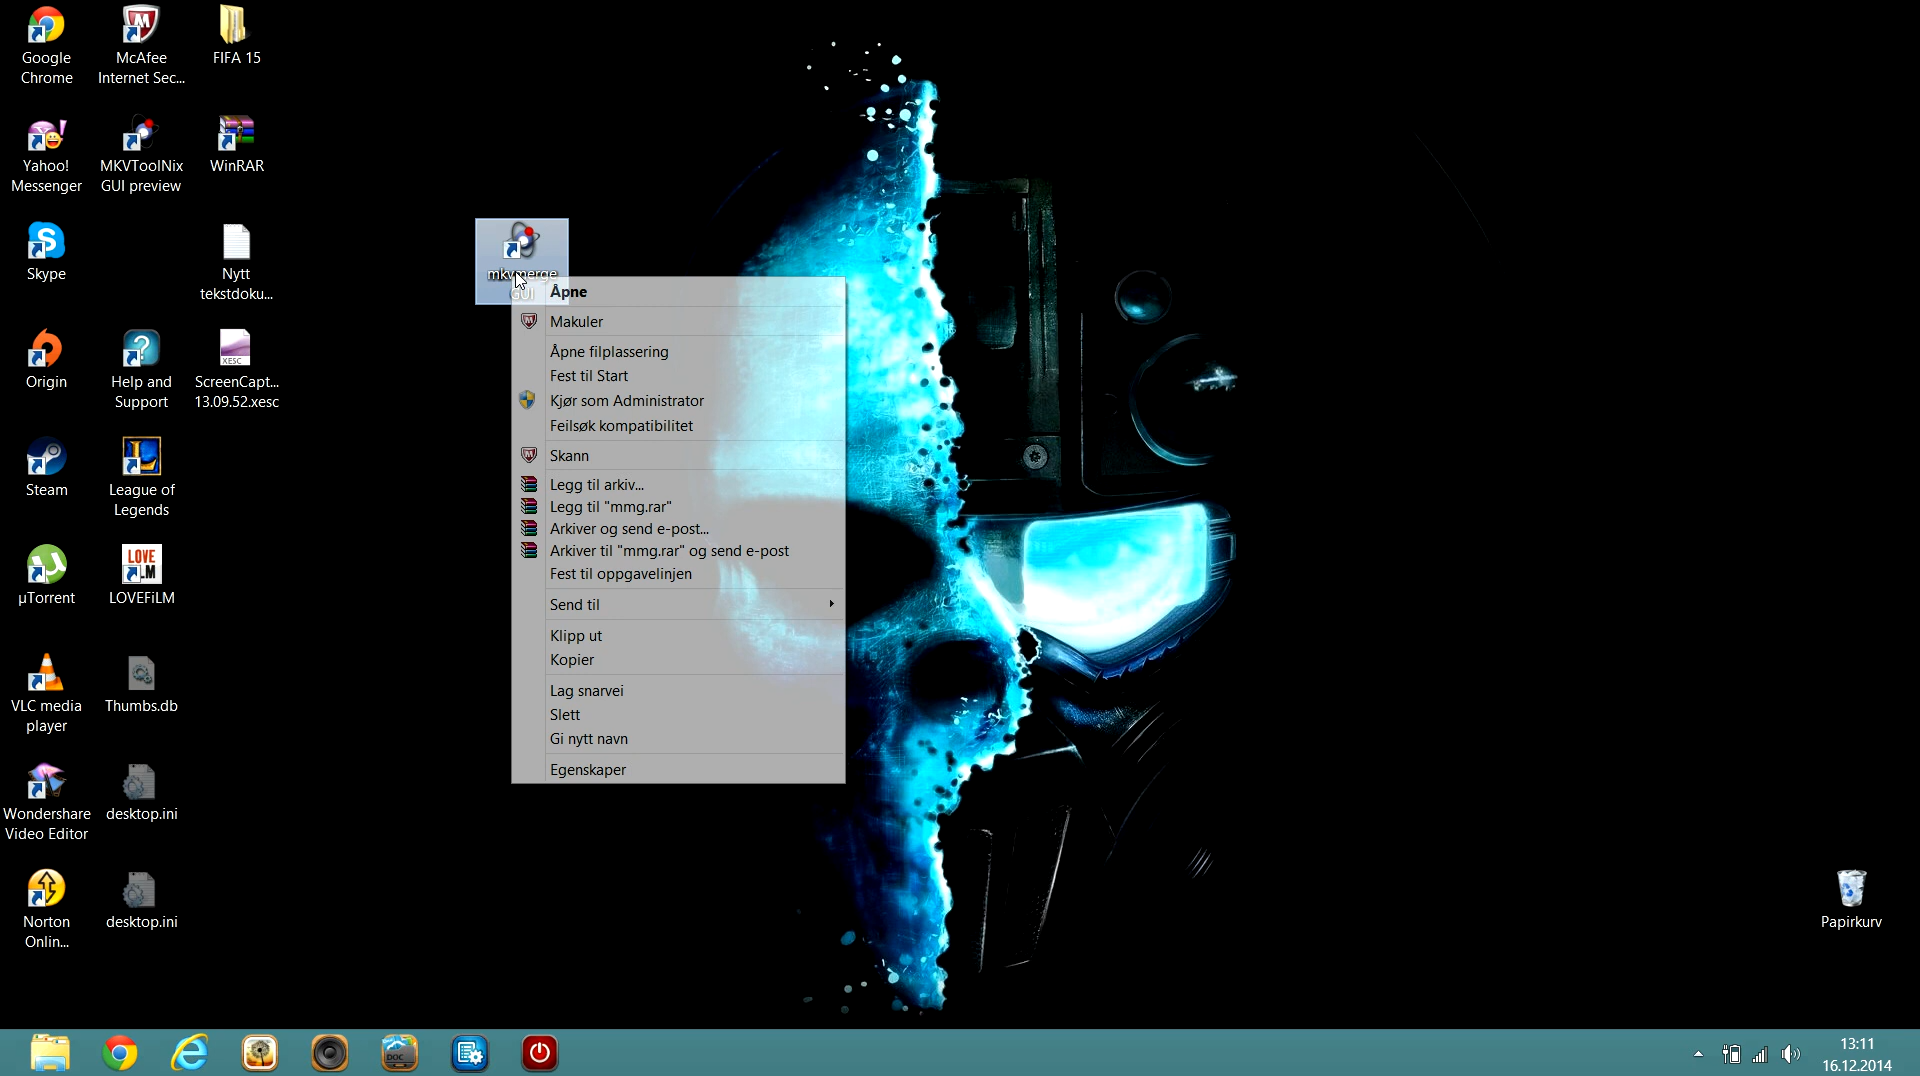 Google
Chrome
McAfee
Internet Sec...
FIFA 15
Yahoo!
Messenger
MKVToolNix
GUI preview
WinRAR
Skype
Nytt
tekstdoku...
Origin
Help and
Support
XESC
ScreenCapt...
13.09.52.xesc
Steam
League of
Legends
µTorrent
LOVE
LOVEFiLM
VLC media
player
Thumbs.db
Wondershare
Video Editor
desktop.ini
Norton
Onlin...
desktop.ini
mkvmerge
GUI
Åpne
Makuler
Åpne filplassering
Fest til Start
Kjør som Administrator
Feilsøk kompatibilitet
Skann
Legg til arkiv...
Legg til "mmg.rar"
Arkiver og send e-post...
Arkiver til "mmg.rar" og send e-post
Fest til oppgavelinjen
Send til
Klipp ut
Kopier
Lag snarvei
Slett
Gi nytt navn
Egenskaper
Papirkurv
DOC
13:11
16.12.2014